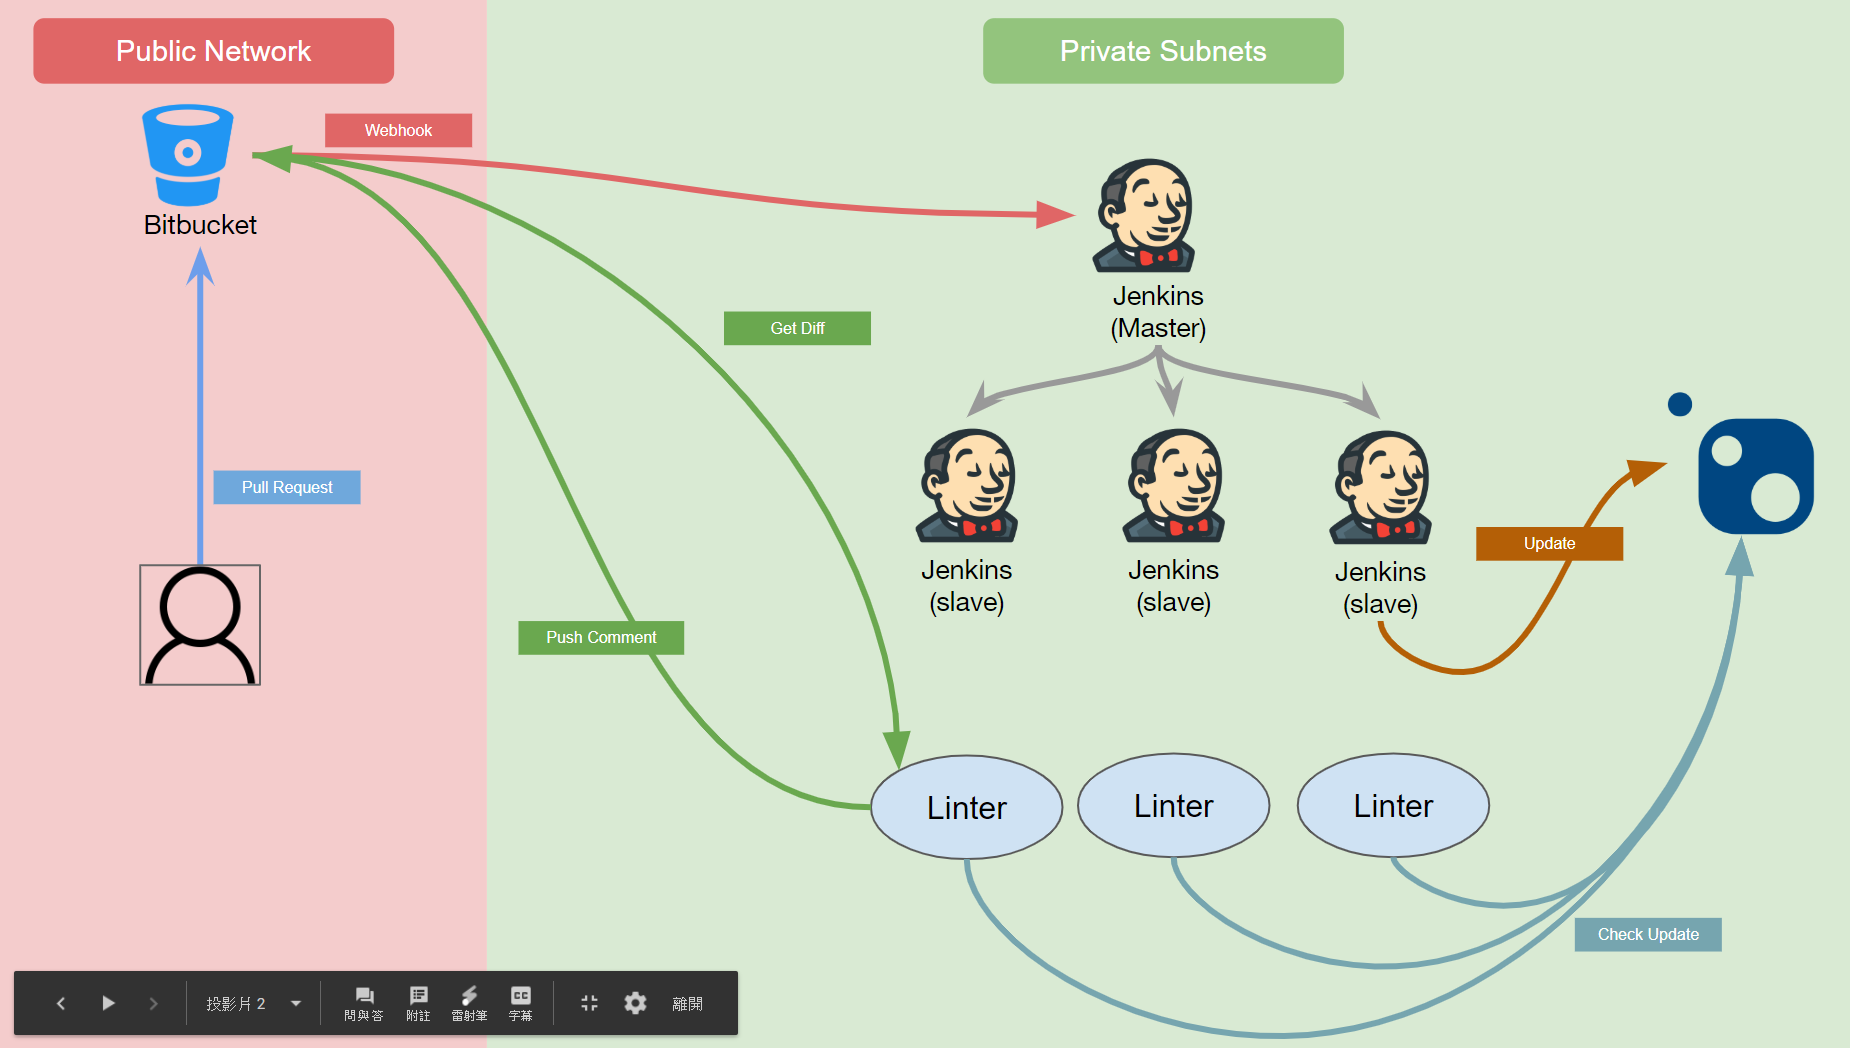 Public Network
Private Subnets
Webhook
Bitbucket
Jenkins
(Master)
Get Diff
Pull Request
Update
Jenkins
(slave)
Jenkins
(slave)
Jenkins
(slave)
Push Comment
Linter
Linter
Linter
Check Update
投影片 2
問與答
附註
雷射筆
CC
字幕
離開